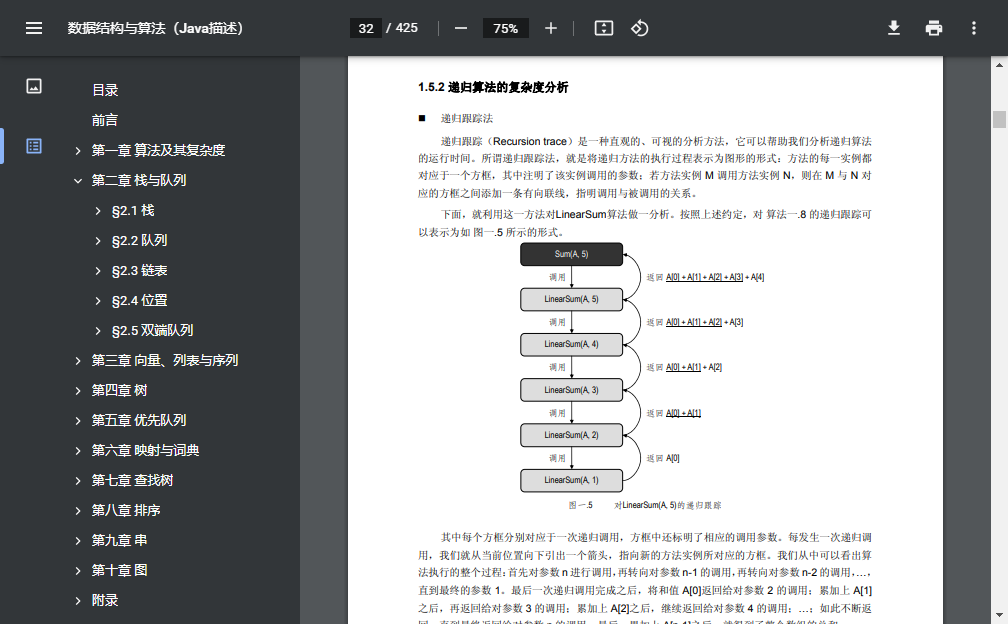 数据结构与算法（Java描述）
32 / 425
75%
目录
前言
第一章 算法及其复杂度
第二章 栈与队列
§2.1 栈
§2.2 队列
§2.3 链表
§2.4 位置
§2.5 双端队列
第三章 向量、列表与序列
第四章 树
第五章 优先队列
第六章 映射与词典
第七章 查找树
第八章 排序
第九章 串
第十章 图
附录
1.5.2 递归算法的复杂度分析
■ 递归跟踪法
递归跟踪（Recursion trace）是一种直观的、可视的分析方法，它可以帮助我们分析递归算法
的运行时间。所谓递归跟踪法，就是将递归方法的执行过程表示为图形的形式：方法的每一实例都
对应于一个方框，其中注明了该实例调用的参数；若方法实例 M 调用方法实例 N，则在 M 与 N 对
应的方框之间添加一条有向联线，指明调用与被调用的关系。
下面，就利用这一方法对LinearSum算法做一分析。按照上述约定，对 算法一.8 的递归跟踪可
以表示为如 图一.5 所示的形式。
Sum(A, 5)
调用
返回 A[0] + A[1] + A[2] + A[3] + A[4]
LinearSum(A, 5)
调用
返回 A[0] + A[1] + A[2] + A[3]
LinearSum(A, 4)
调用
返回 A[0] + A[1] + A[2]
LinearSum(A, 3)
调用
返回 A[0] + A[1]
LinearSum(A, 2)
调用
返回 A[0]
LinearSum(A, 1)
图一.5 对LinearSum(A, 5)的递归跟踪
其中每个方框分别对应于一次递归调用，方框中还标明了相应的调用参数。每发生一次递归调
用，我们就从当前位置向下引出一个箭头，指向新的方法实例所对应的方框。我们从中可以看出算
法执行的整个过程：首先对参数 n 进行调用，再转向对参数 n-1 的调用，再转向对参数 n-2 的调用，…，
直到最终的参数 1。最后一次递归调用完成之后，将和值 A[0]返回给对参数 2 的调用；累加上 A[1]
之后，再返回给对参数 3 的调用；累加上 A[2]之后，继续返回给对参数 4 的调用；…；如此不断返